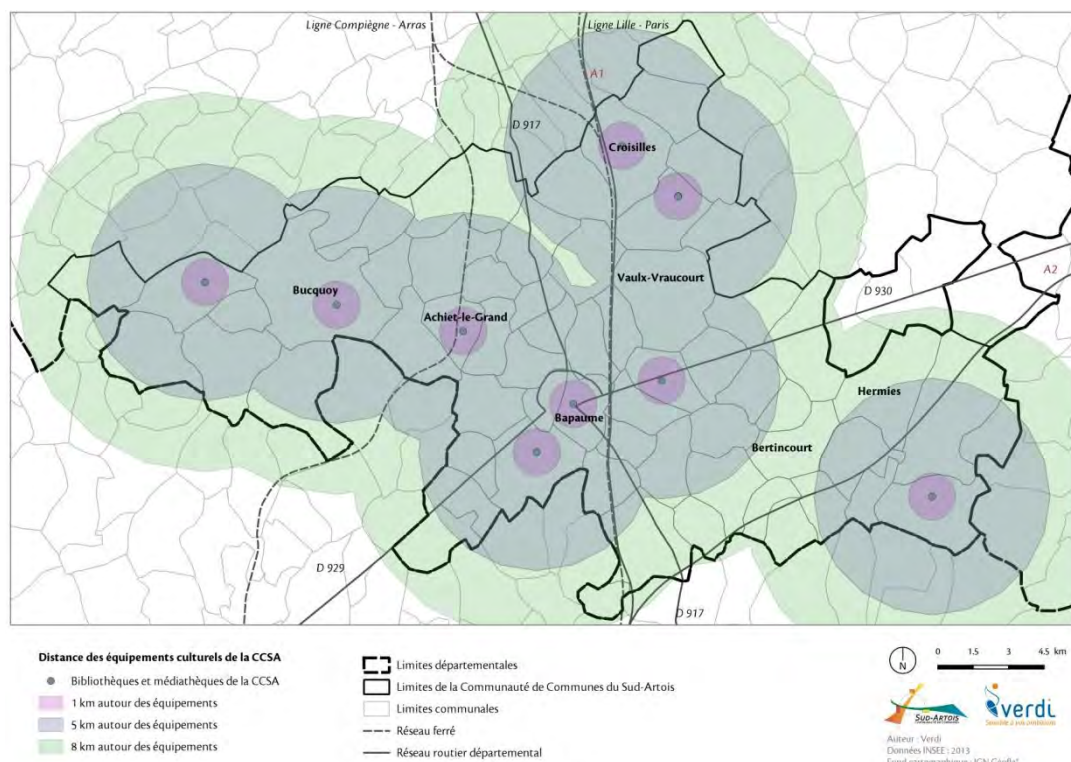 Ligne Compiègne - Arras
Ligne Lille - Paris
A1
D 917
Croisilles
Vaulx-Vraucourt
A2
D 930
Bucquoy
Achiet-le-Grand
Hermies
Bapaume
Bertincourt
D 929
D 917
Distance des équipements culturels de la CCSA
Bibliothèques et médiathèques de la CCSA
1 km autour des équipements
5 km autour des équipements
8 km autour des équipements
Limites départementales
Limites de la Communauté de Communes du Sud-Artois
Limites communales
Réseau ferré
Réseau routier départemental
N
0 1.5 3 4.5 km
SUD-ARTOIS
verdi
Auteur : Verdi
Données INSEE : 2013